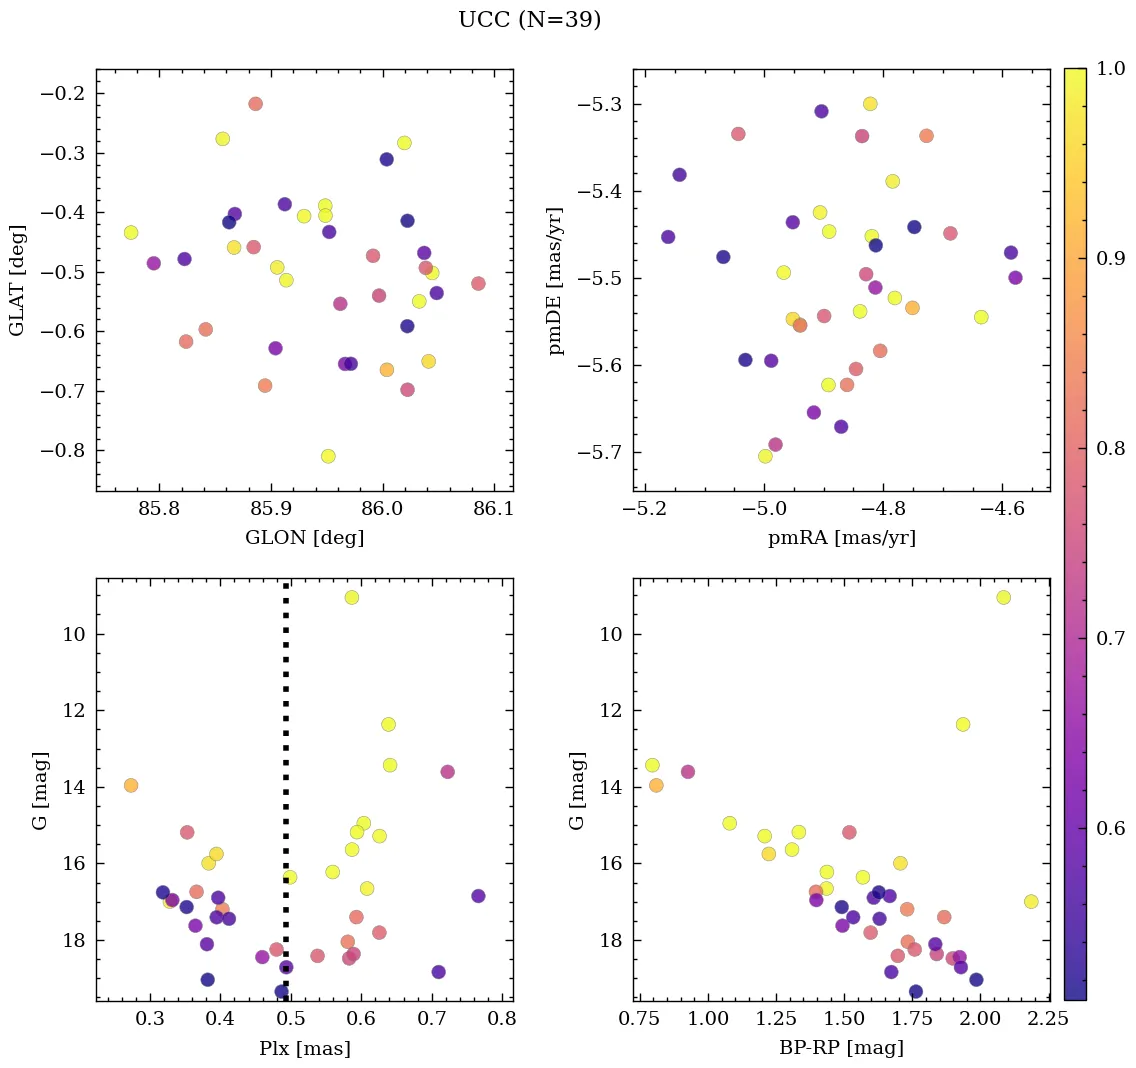 UCC (N=39)
−0.2
−0.3
−0.4
−0.5
−0.6
−0.7
−0.8
GLAT [deg]
85.8 85.9 86.0 86.1
GLON [deg]
−5.3
−5.4
−5.5
−5.6
−5.7
pmDE [mas/yr]
−5.2 −5.0 −4.8 −4.6
pmRA [mas/yr]
10
12
14
16
18
G [mag]
0.3 0.4 0.5 0.6 0.7 0.8
Plx [mas]
10
12
14
16
18
G [mag]
0.75 1.00 1.25 1.50 1.75 2.00 2.25
BP-RP [mag]
1.0
0.9
0.8
0.7
0.6